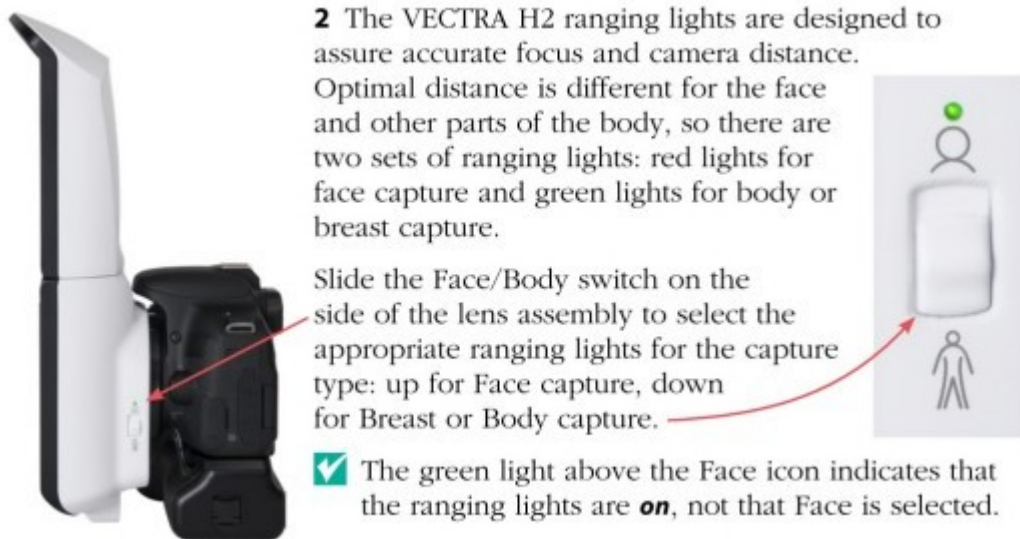 2 The VECTRA H2 ranging lights are designed to
assure accurate focus and camera distance.
Optimal distance is different for the face
and other parts of the body, so there are
two sets of ranging lights: red lights for
face capture and green lights for body or
breast capture.
Slide the Face/Body switch on the
side of the lens assembly to select the
appropriate ranging lights for the capture
type: up for Face capture, down
for Breast or Body capture.
The green light above the Face icon indicates that
the ranging lights are on, not that Face is selected.